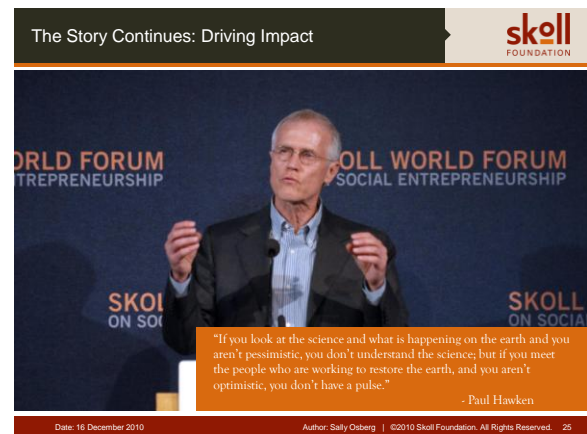 The Story Continues: Driving Impact
skoll
FOUNDATION
ORLD FORUM
TREPRENEURSHIP
OLL WORLD FORUM
SOCIAL ENTREPRENEURSHIP
SKOL
ON SO
SKOLL
ON SOCIA
“If you look at the science and what is happening on the earth and you
aren’t pessimistic, you don’t understand the science; but if you meet
the people who are working to restore the earth, and you aren’t
optimistic, you don’t have a pulse.”
- Paul Hawken
Date: 16 December 2010
Author: Sally Osberg | ©2010 Skoll Foundation. All Rights Reserved. 25